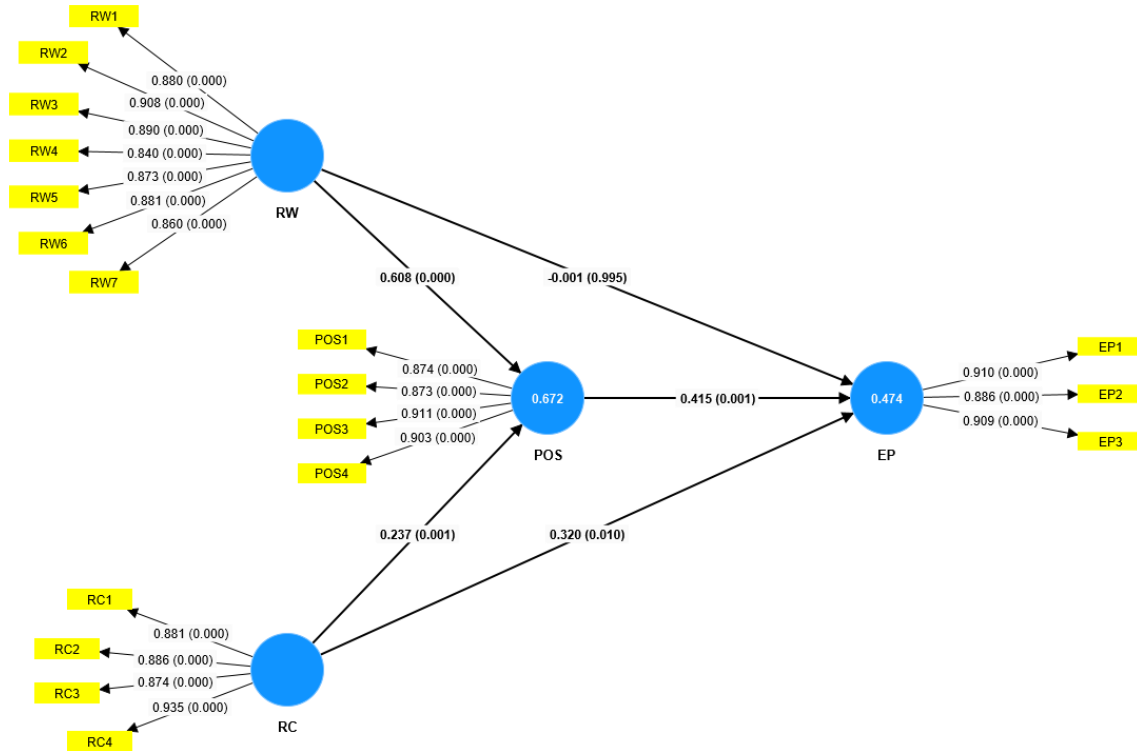 RW1
RW2
RW3
RW4
RW5
RW6
RW7
0.880 (0.000)
0.908 (0.000)
0.890 (0.000)
0.840 (0.000)
0.873 (0.000)
0.881 (0.000)
0.860 (0.000)
RW
0.608 (0.000)
-0.001 (0.995)
POS1
POS2
POS3
POS4
0.874 (0.000)
0.873 (0.000)
0.911 (0.000)
0.903 (0.000)
0.672
POS
0.415 (0.001)
0.474
EP
0.910 (0.000)
0.886 (0.000)
0.909 (0.000)
EP1
EP2
EP3
0.237 (0.001)
0.320 (0.010)
RC1
RC2
RC3
RC4
0.881 (0.000)
0.886 (0.000)
0.874 (0.000)
0.935 (0.000)
RC